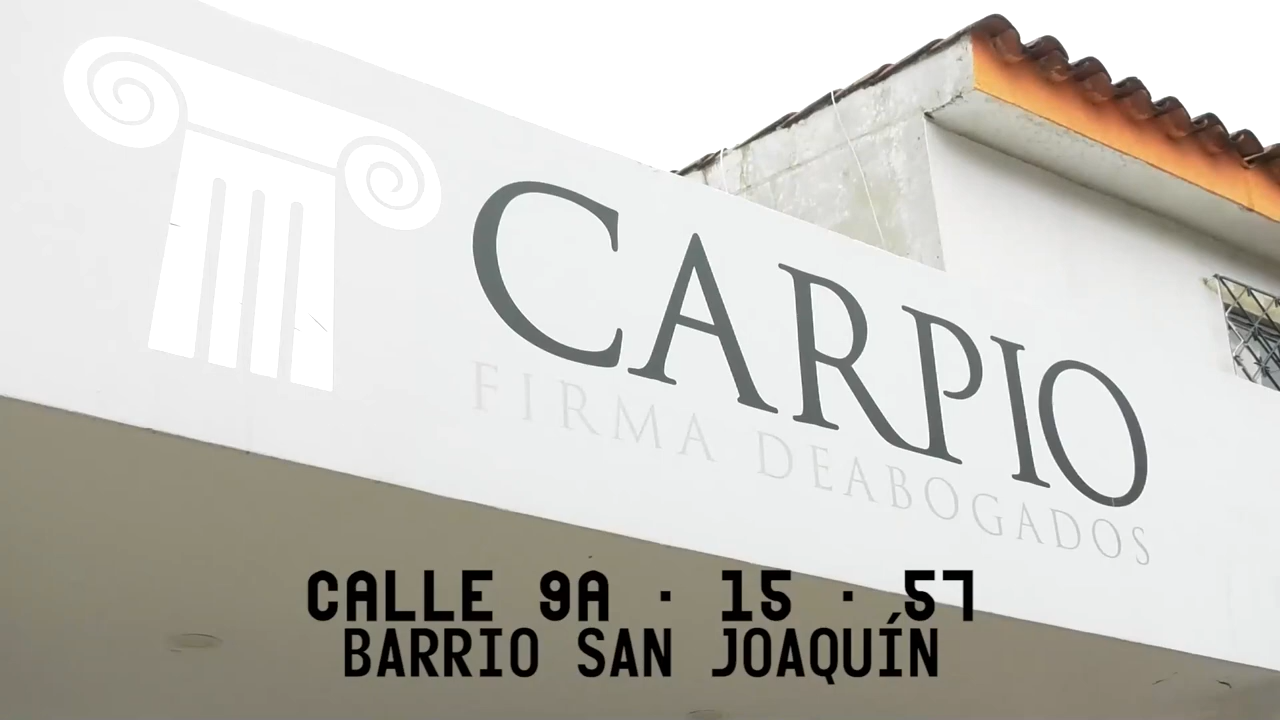 CARPIO
FIRMA DEABOGADOS
CALLE 9A · 15 · 57
BARRIO SAN JOAQUÍN